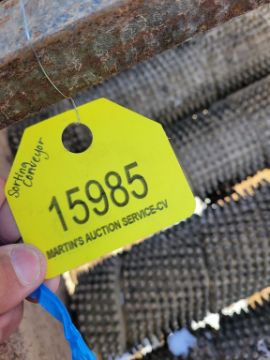 Sorting
Conveyor
15985
MARTIN'S AUCTION SERVICE-CV